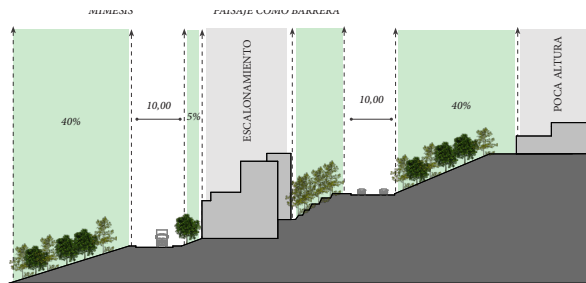 MIMESIS
PAISAJE COMO BARRERA
40%
10,00
5%
ESCALONAMIENTO
10,00
40%
POCA ALTURA